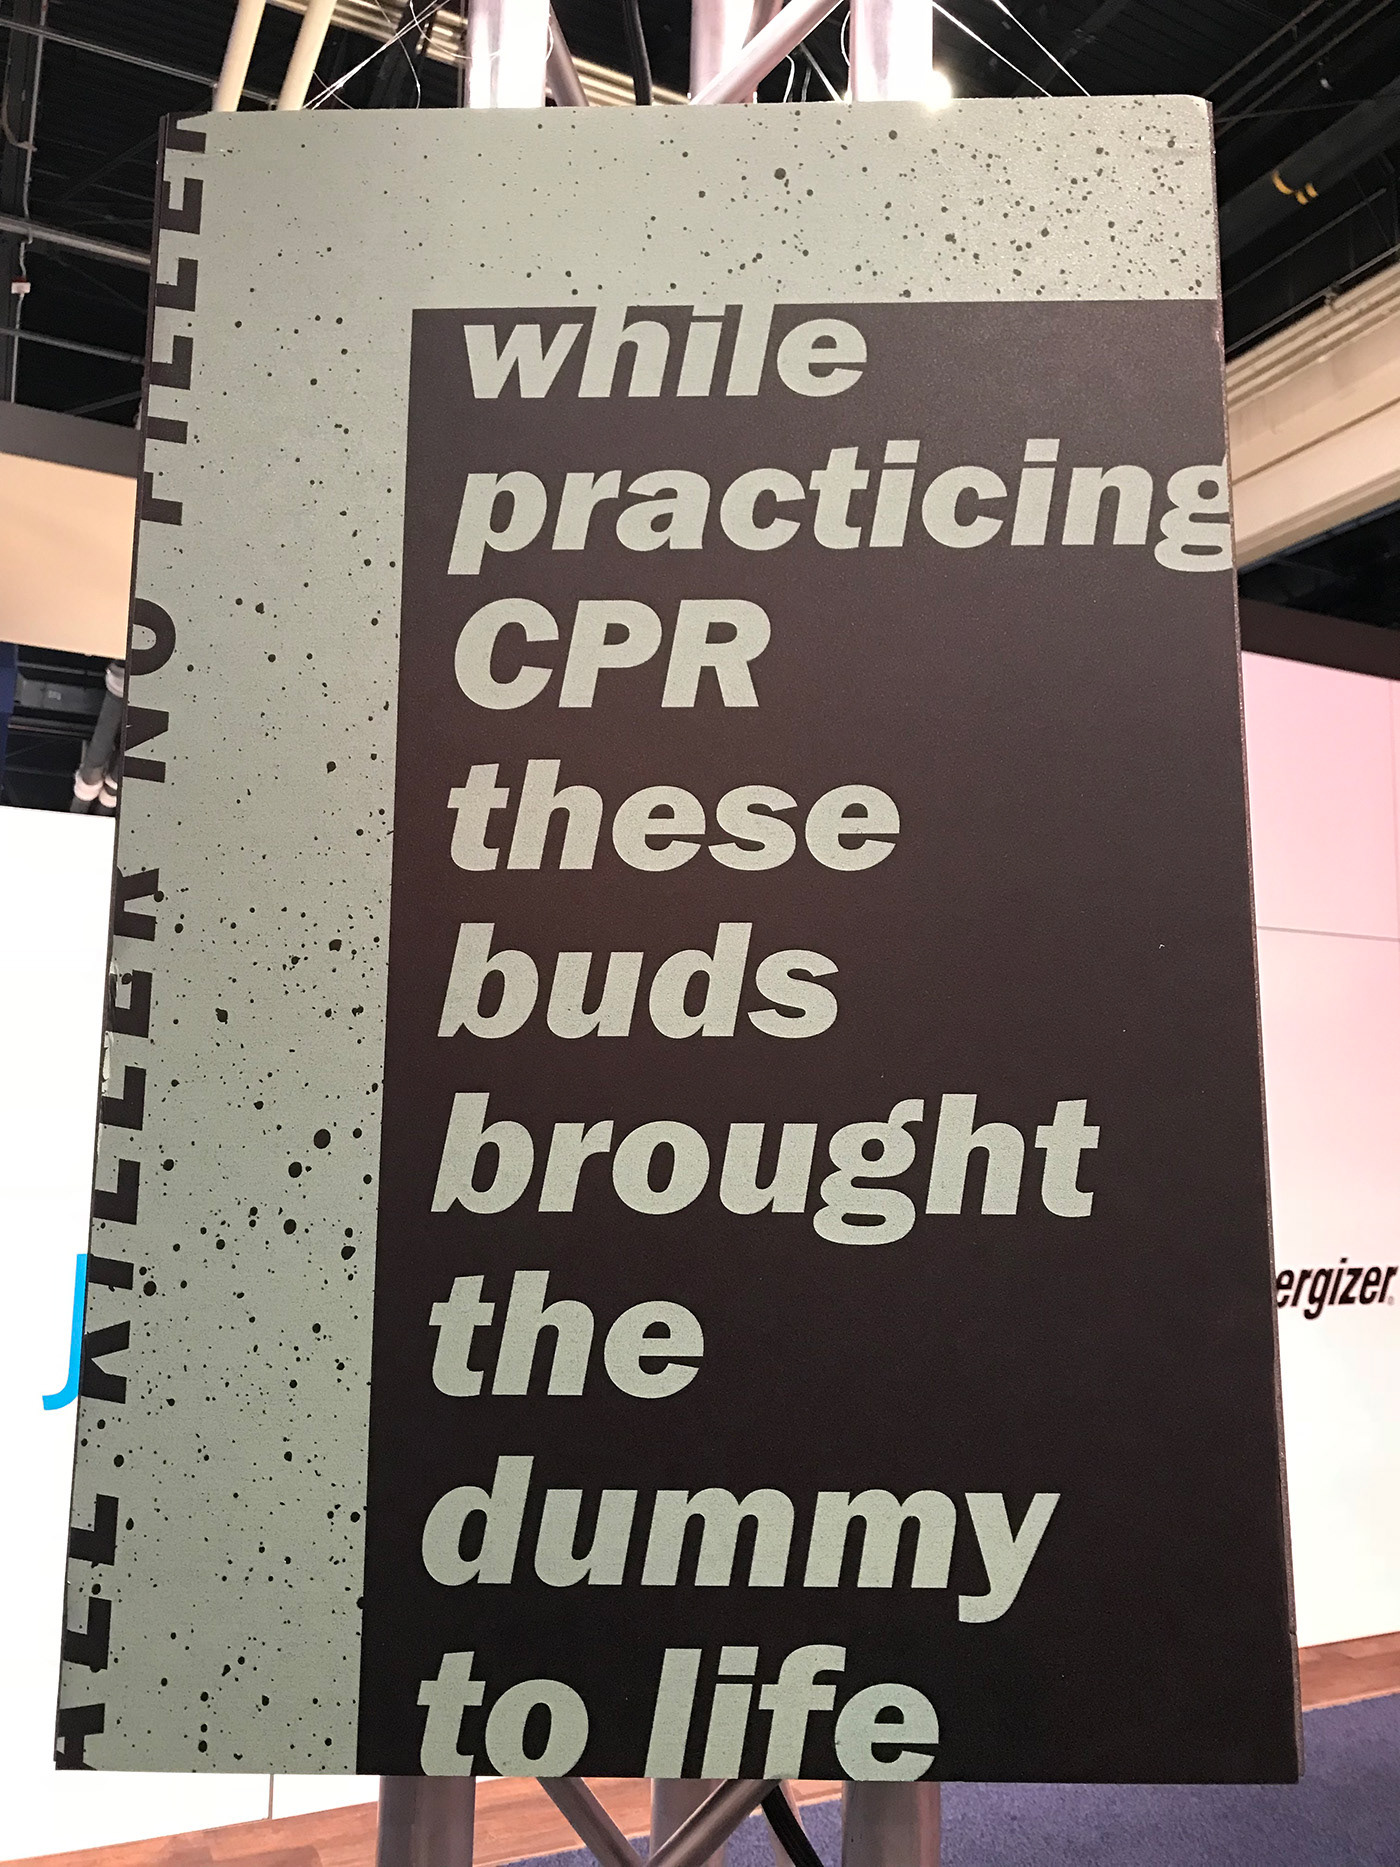 while
practicing
CPR
these
buds
brought
the
dummy
to life
ALL KILLER NO FILLER
ergizer
J